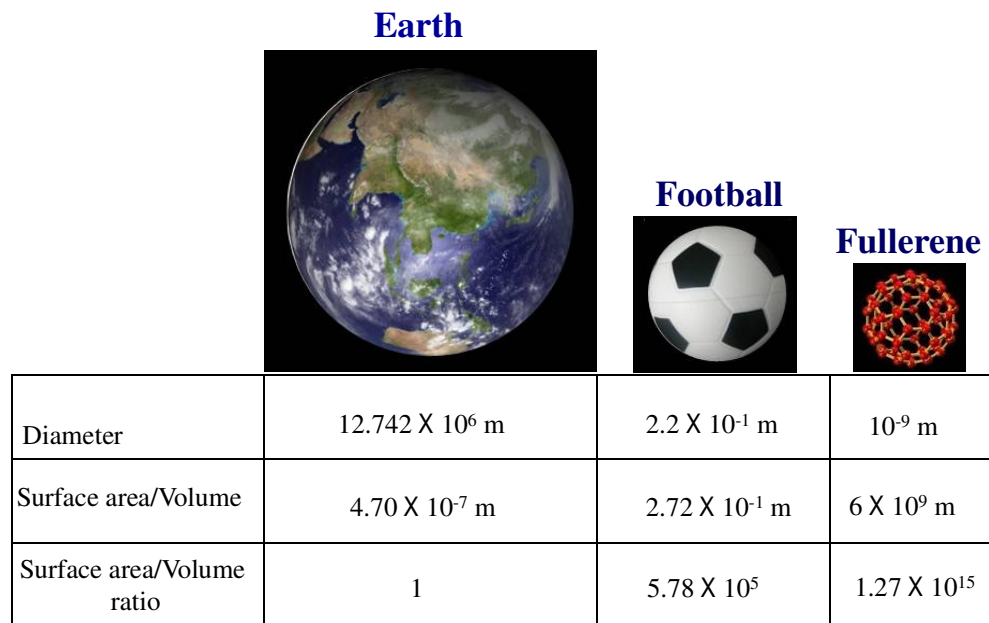 Earth
Football
Fullerene
Diameter 12.742 X 10⁶ m 2.2 X 10⁻¹ m 10⁻⁹ m
Surface area/Volume 4.70 X 10⁻⁷ m 2.72 X 10⁻¹ m 6 X 10⁹ m
Surface area/Volume
ratio 1 5.78 X 10⁵ 1.27 X 10¹⁵